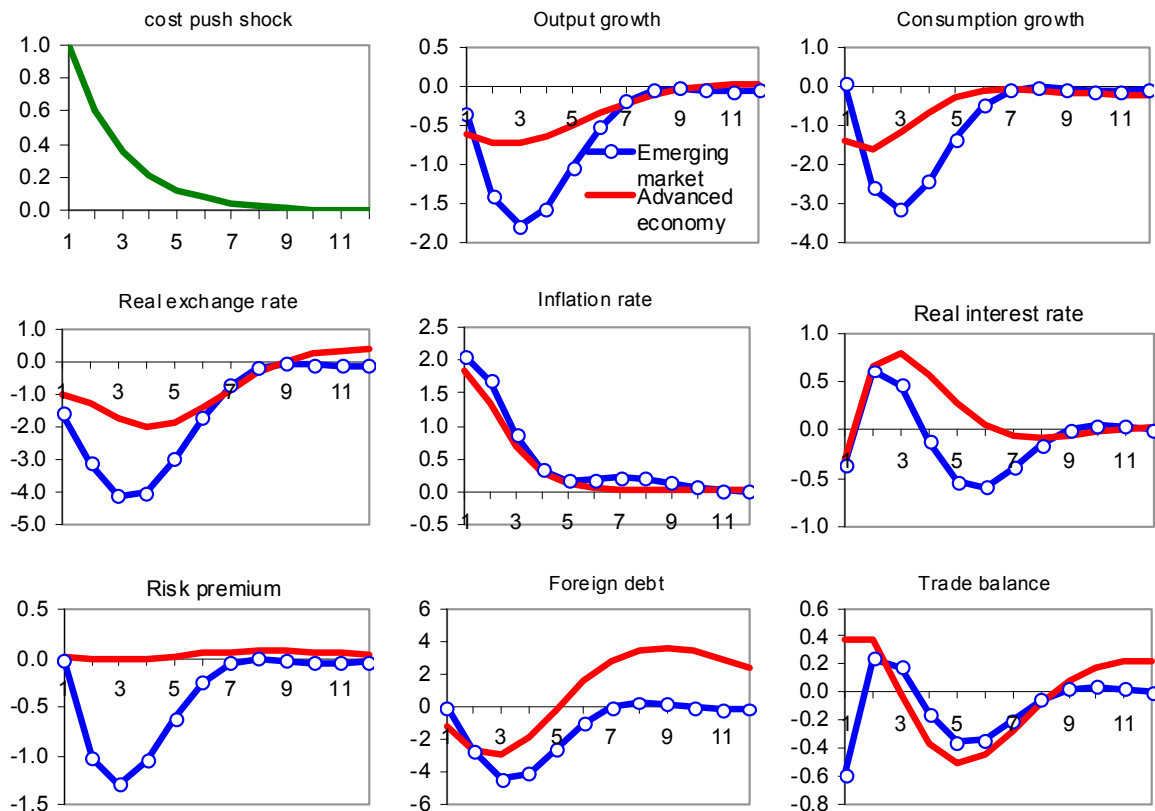 cost push shock
1.0
0.8
0.6
0.4
0.2
0.0
1 3 5 7 9 11
Output growth
0.5
0.0
-0.5
-1.0
-1.5
-2.0
1 3 5 7 9 11
Emerging
market
Advanced
economy
Consumption growth
1.0
0.0
-1.0
-2.0
-3.0
-4.0
1 3 5 7 9 11
Real exchange rate
1.0
0.0
-1.0
-2.0
-3.0
-4.0
-5.0
1 3 5 7 9 11
Inflation rate
2.5
2.0
1.5
1.0
0.5
0.0
-0.5
1 3 5 7 9 11
Real interest rate
1.0
0.5
0.0
-0.5
-1.0
1 3 5 7 9 11
Risk premium
0.5
0.0
-0.5
-1.0
-1.5
1 3 5 7 9 11
Foreign debt
6
4
2
0
-2
-4
-6
1 3 5 7 9 11
Trade balance
0.6
0.4
0.2
0.0
-0.2
-0.4
-0.6
-0.8
1 3 5 7 9 11